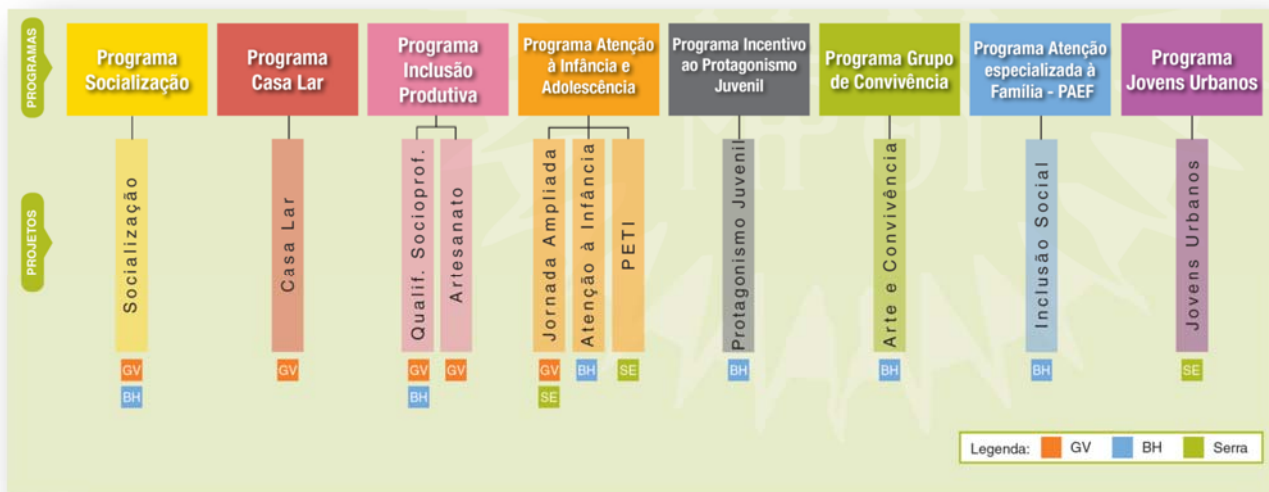 PROGRAMAS
Programa
Socialização
Programa
Casa Lar
Programa
Inclusão
Produtiva
Programa Atenção
à Infância e
Adolescência
Programa Incentivo
ao Protagonismo
Juvenil
Programa Grupo
de Convivência
Programa Atenção
especializada à
Família - PAEF
Programa
Jovens Urbanos
PROJETOS
Socialização
Casa Lar
Qualif. Socioprof.
Artesanato
Jornada Ampliada
Atenção à Infância
PETI
Protagonismo Juvenil
Arte e Convivência
Inclusão Social
Jovens Urbanos
GV
BH
GV
GV
BH
GV
GV
SE
BH
SE
BH
BH
BH
SE
Legenda: GV BH Serra